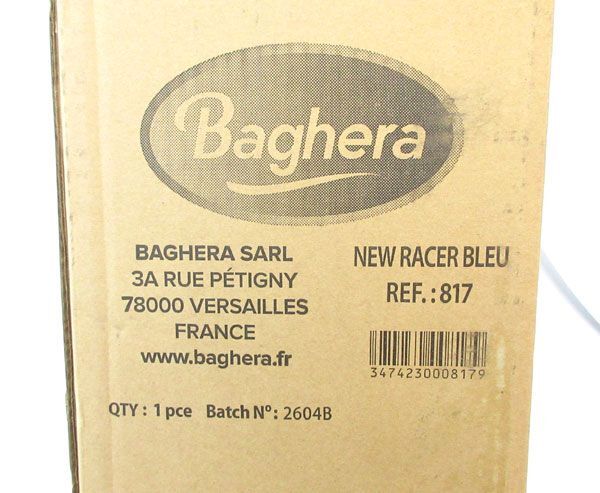 Baghera
BAGHERA SARL
3A RUE PÉTIGNY
78000 VERSAILLES
FRANCE
www.baghera.fr
NEW RACER BLEU
REF. : 817
3474230008179
QTY : 1 pce Batch Nº : 2604B